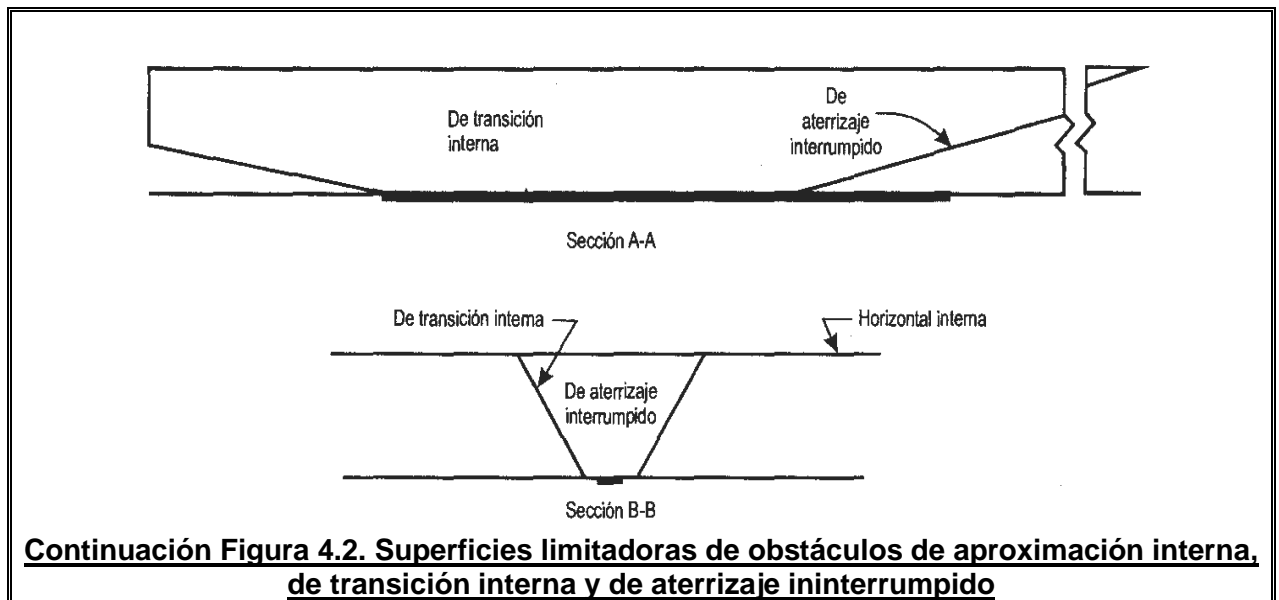 De transición
interna
De
aterrizaje
interrumpido
Sección A-A
De transición interna
Horizontal interna
De aterrizaje
interrumpido
Sección B-B
Continuación Figura 4.2. Superficies limitadoras de obstáculos de aproximación interna,
de transición interna y de aterrizaje ininterrumpido